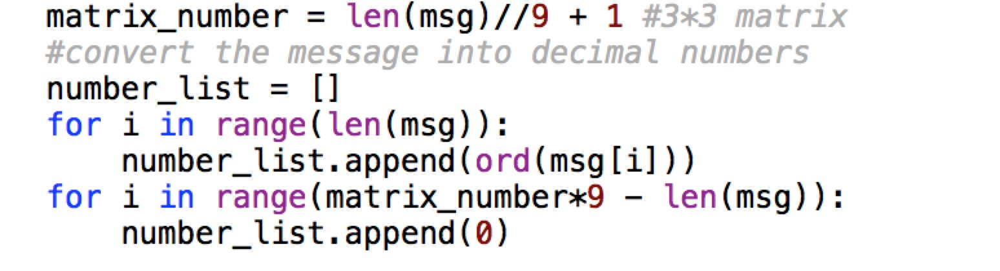 matrix_number = len(msg)//9 + 1 #3*3 matrix
#convert the message into decimal numbers
number_list = []
for i in range(len(msg)):
    number_list.append(ord(msg[i]))
for i in range(matrix_number*9 - len(msg)):
    number_list.append(0)